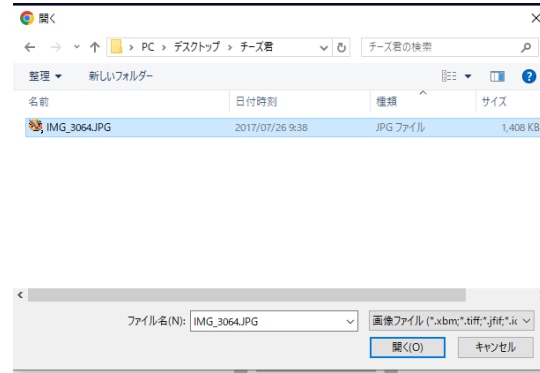 開く
PC > デスクトップ > チーズ君
チーズ君の検索
整理 新しいフォルダー
名前 日付時刻 種類 サイズ
IMG_3064.JPG 2017/07/26 9:38 JPG ファイル 1,408 KB
ファイル名(N): IMG_3064.JPG 画像ファイル (*.xbm;*.tiff;*.jfif;*.ic
開く(O) キャンセル